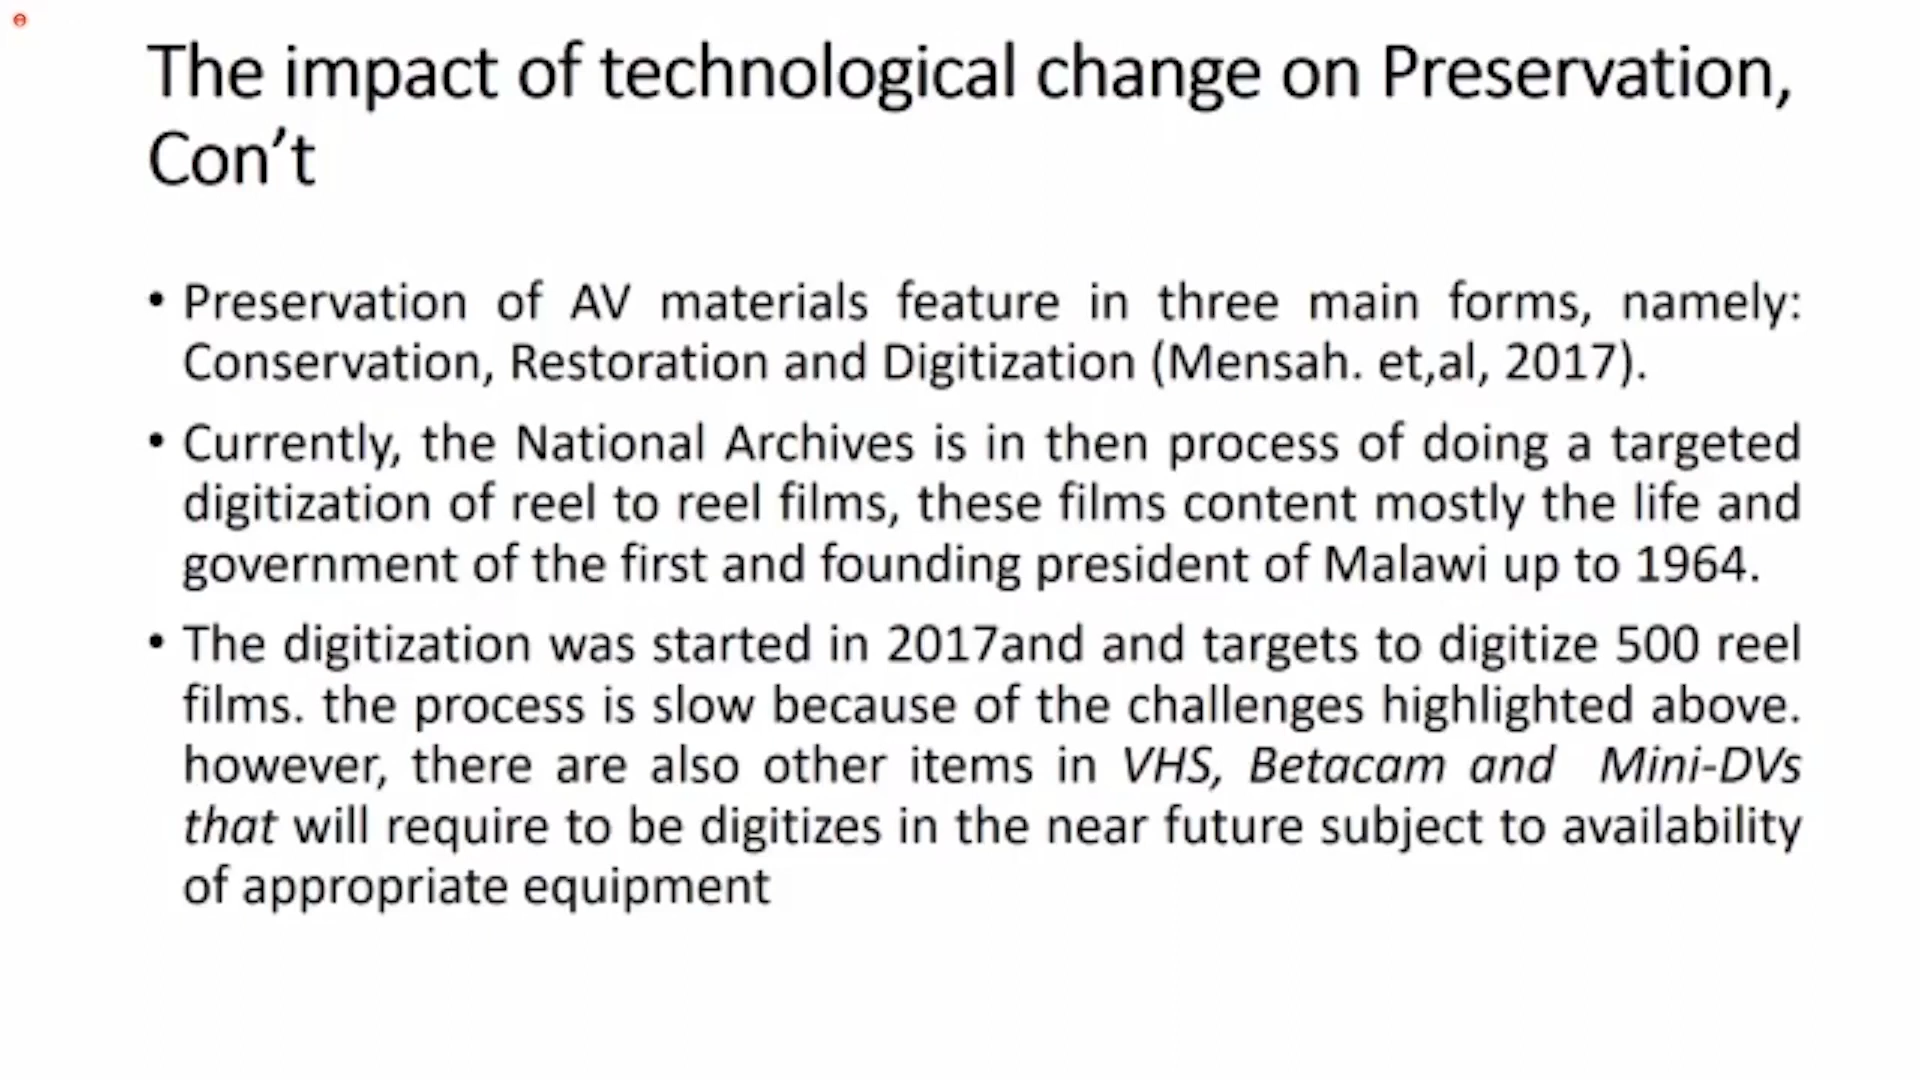 The impact of technological change on Preservation,
Con’t
• Preservation of AV materials feature in three main forms, namely:
Conservation, Restoration and Digitization (Mensah. et,al, 2017).
• Currently, the National Archives is in then process of doing a targeted
digitization of reel to reel films, these films content mostly the life and
government of the first and founding president of Malawi up to 1964.
• The digitization was started in 2017and and targets to digitize 500 reel
films. the process is slow because of the challenges highlighted above.
however, there are also other items in VHS, Betacam and Mini-DVs
that will require to be digitizes in the near future subject to availability
of appropriate equipment